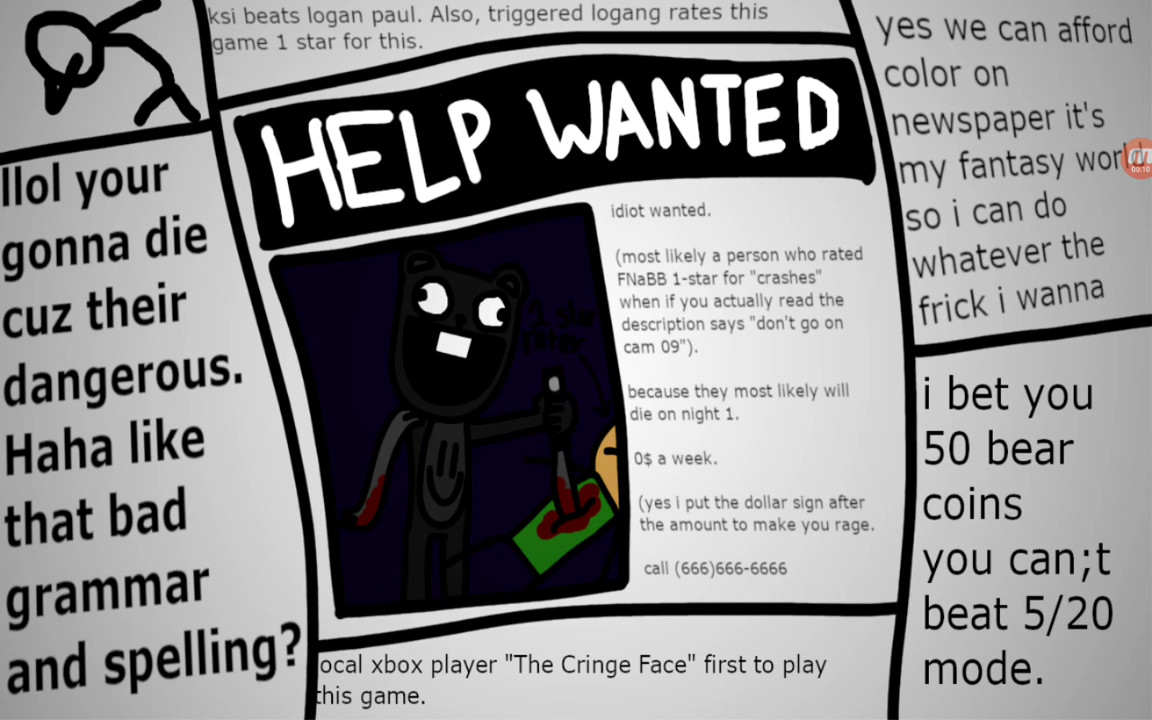 ksi beats logan paul. Also, triggered logang rates this
game 1 star for this.
llol your
gonna die
cuz their
dangerous.
Haha like
that bad
grammar
and spelling?
HELP WANTED
1 star
rater
idiot wanted.
(most likely a person who rated
FNaBB 1-star for "crashes"
when if you actually read the
description says "don't go on
cam 09").
because they most likely will
die on night 1.
0$ a week.
(yes i put the dollar sign after
the amount to make you rage.
call (666)666-6666
ocal xbox player "The Cringe Face" first to play
this game.
yes we can afford
color on
newspaper it's
my fantasy world
so i can do
whatever the
frick i wanna
00:10
i bet you
50 bear
coins
you can;t
beat 5/20
mode.